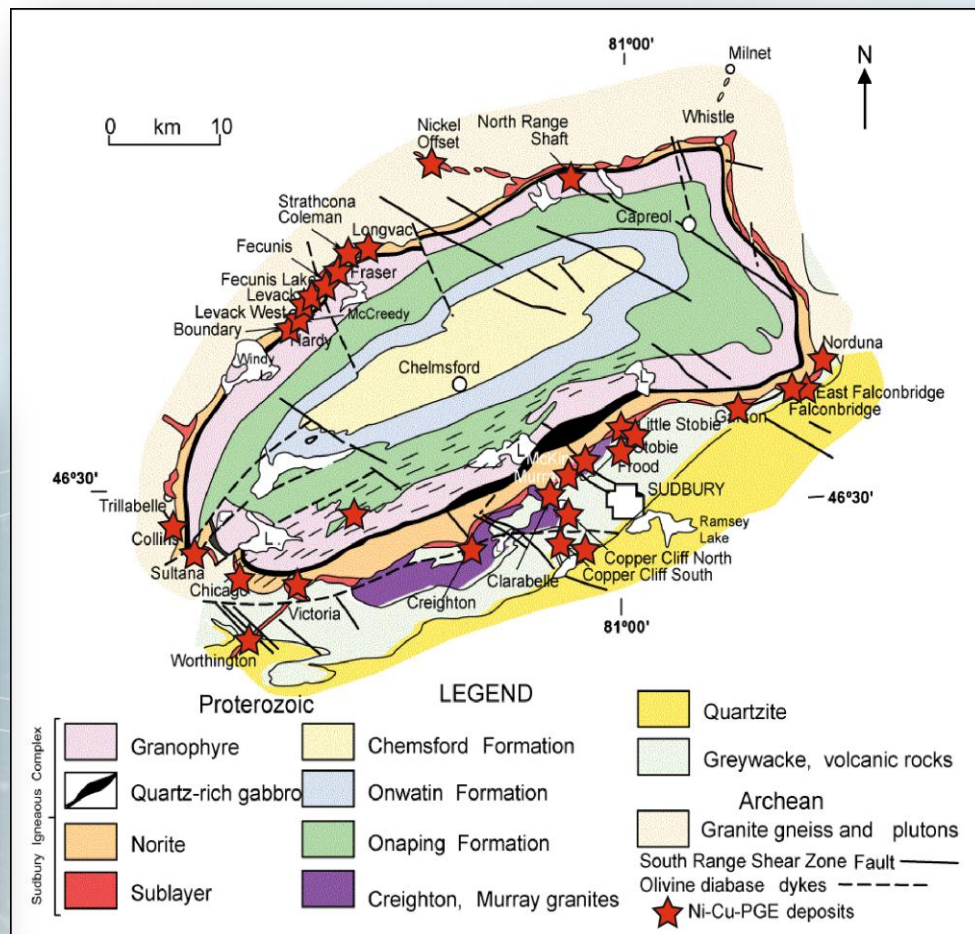 81°00'
Milnet
N
0 km 10
Nickel
Offset
North Range
Shaft
Whistle
Strathcona
Coleman
Longvac
Capreol
Fecunis
Fraser
Fecunis Lake
Levack
Levack West
McCreedy
Boundary
Hardy
Windy
Norduna
Chelmsford
East Falconbridge
Falconbridge
Garson
Little Stobie
Stobie
Frood
Murray
46°30'
SUDBURY
46°30'
Trillabelle
Ramsey
Lake
Collins
L .
Sultana
Copper Cliff North
Chicago
Clarabelle
Copper Cliff South
Victoria
Creighton
81°00'
Worthington
LEGEND
Proterozoic
Sudbury Igneaous Complex
Granophyre
Quartz-rich gabbro
Norite
Sublayer
Chemsford Formation
Onwatin Formation
Onaping Formation
Creighton, Murray granites
Quartzite
Greywacke, volcanic rocks
Archean
Granite gneiss and plutons
South Range Shear Zone Fault
Olivine diabase dykes
Ni-Cu-PGE deposits